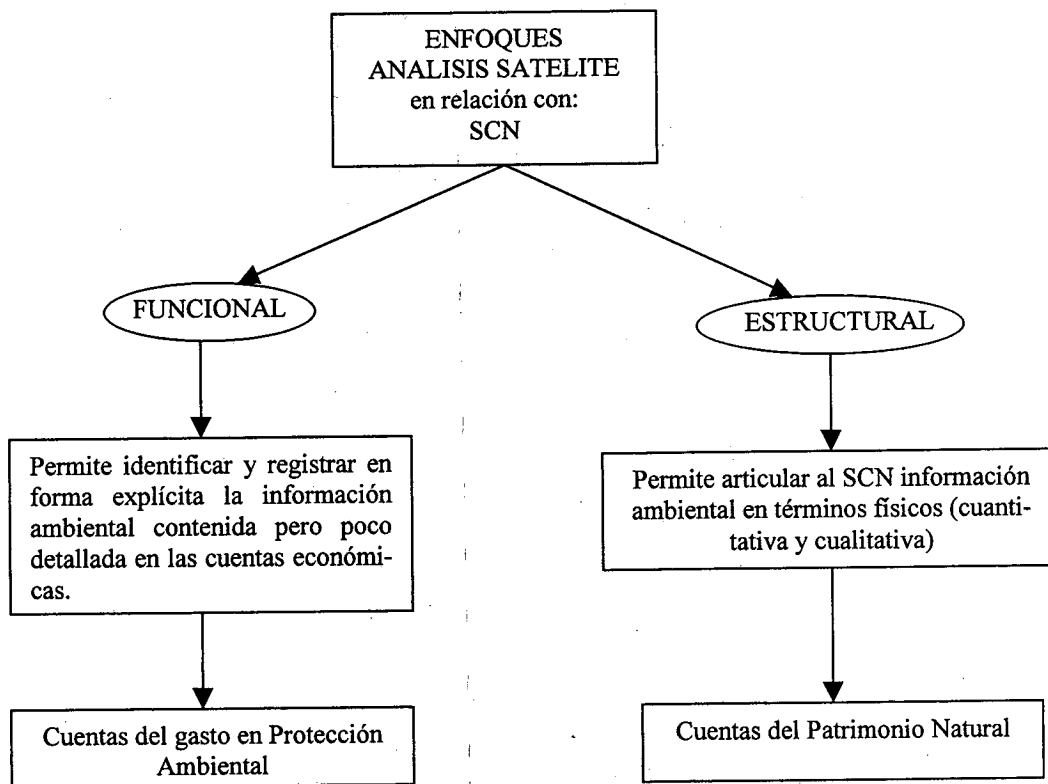 ENFOQUES
ANALISIS SATELITE
en relación con:
SCN
FUNCIONAL
ESTRUCTURAL
Permite identificar y registrar en
forma explícita la información
ambiental contenida pero poco
detallada en las cuentas económi-
cas.
Permite articular al SCN información
ambiental en términos físicos (cuanti-
tativa y cualitativa)
Cuentas del gasto en Protección
Ambiental
Cuentas del Patrimonio Natural